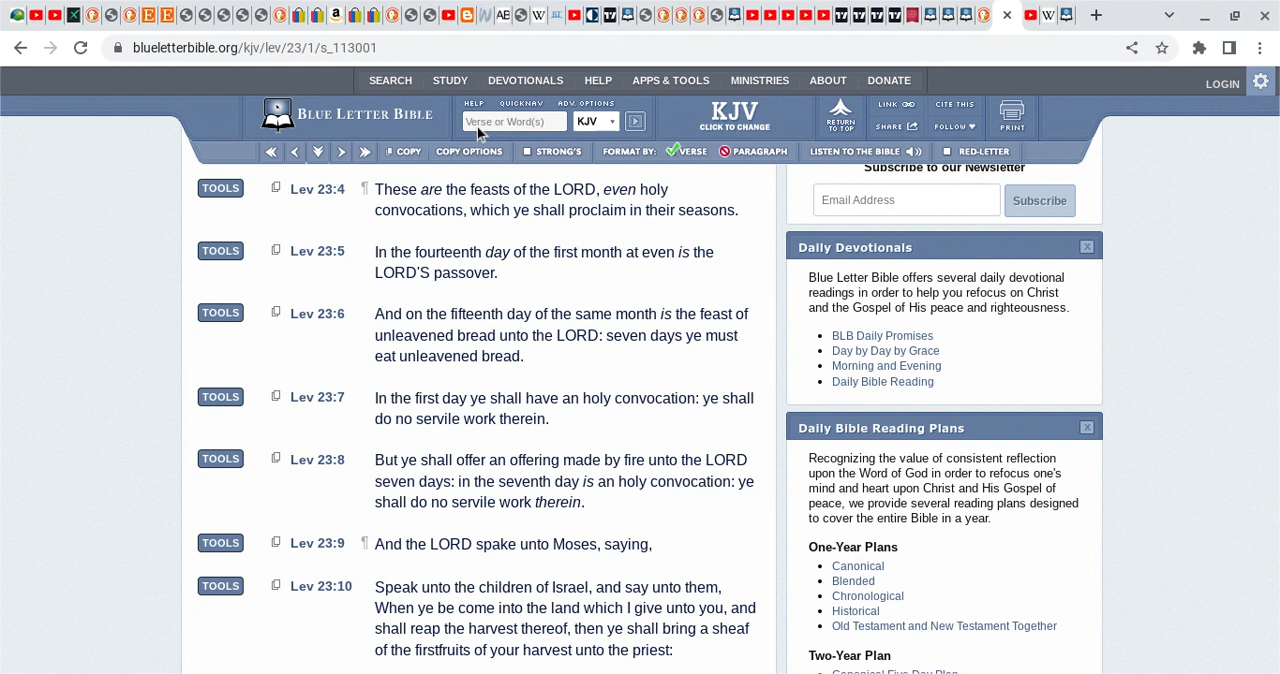 blueletterbible.org/kjv/lev/23/1/s_113001
SEARCH STUDY DEVOTIONALS HELP APPS & TOOLS MINISTRIES ABOUT DONATE
LOGIN
BLUE LETTER BIBLE
HELP QUICKNAV ADV. OPTIONS
Verse or Word(s) KJV
KJV
CLICK TO CHANGE
RETURN
TO TOP
LINK CITE THIS
SHARE FOLLOW
PRINT
COPY COPY OPTIONS STRONG'S FORMAT BY: VERSE PARAGRAPH LISTEN TO THE BIBLE RED-LETTER
TOOLS Lev 23:4 ¶ These are the feasts of the LORD, even holy
convocations, which ye shall proclaim in their seasons.
TOOLS Lev 23:5 In the fourteenth day of the first month at even is the
LORD'S passover.
TOOLS Lev 23:6 And on the fifteenth day of the same month is the feast of
unleavened bread unto the LORD: seven days ye must
eat unleavened bread.
TOOLS Lev 23:7 In the first day ye shall have an holy convocation: ye shall
do no servile work therein.
TOOLS Lev 23:8 But ye shall offer an offering made by fire unto the LORD
seven days: in the seventh day is an holy convocation: ye
shall do no servile work therein.
TOOLS Lev 23:9 ¶ And the LORD spake unto Moses, saying,
TOOLS Lev 23:10 Speak unto the children of Israel, and say unto them,
When ye be come into the land which I give unto you, and
shall reap the harvest thereof, then ye shall bring a sheaf
of the firstfruits of your harvest unto the priest:
Subscribe to our Newsletter
Email Address Subscribe
Daily Devotionals X
Blue Letter Bible offers several daily devotional
readings in order to help you refocus on Christ
and the Gospel of His peace and righteousness.
BLB Daily Promises
Day by Day by Grace
Morning and Evening
Daily Bible Reading
Daily Bible Reading Plans X
Recognizing the value of consistent reflection
upon the Word of God in order to refocus one's
mind and heart upon Christ and His Gospel of
peace, we provide several reading plans designed
to cover the entire Bible in a year.
One-Year Plans
Canonical
Blended
Chronological
Historical
Old Testament and New Testament Together
Two-Year Plan
Canonical Five Day Plan